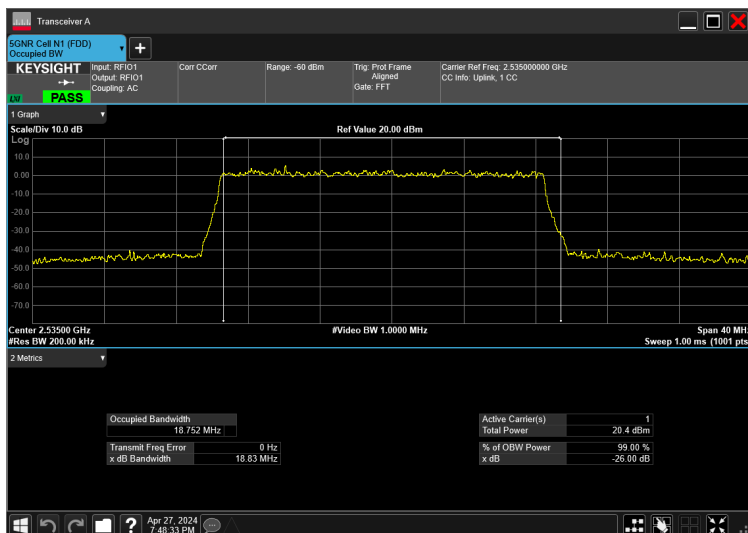 Transceiver A
5GNR Cell N1 (FDD)
Occupied BW
+
KEYSIGHT
LXI
PASS
Input: RFIO1
Output: RFIO1
Coupling: AC
Corr CCorr
Range: -60 dBm
Trig: Prot Frame
Aligned
Gate: FFT
Carrier Ref Freq: 2.535000000 GHz
CC Info: Uplink, 1 CC
1 Graph
Scale/Div 10.0 dB
Ref Value 20.00 dBm
Log
10.0
0.00
-10.0
-20.0
-30.0
-40.0
-50.0
-60.0
-70.0
Center 2.53500 GHz
#Video BW 1.0000 MHz
Span 40 MHz
#Res BW 200.00 kHz
Sweep 1.00 ms (1001 pts
2 Metrics
Occupied Bandwidth
18.752 MHz
Transmit Freq Error 0 Hz
x dB Bandwidth 18.83 MHz
Active Carrier(s) 1
Total Power 20.4 dBm
% of OBW Power 99.00 %
x dB -26.00 dB
?
Apr 27, 2024
7:48:33 PM